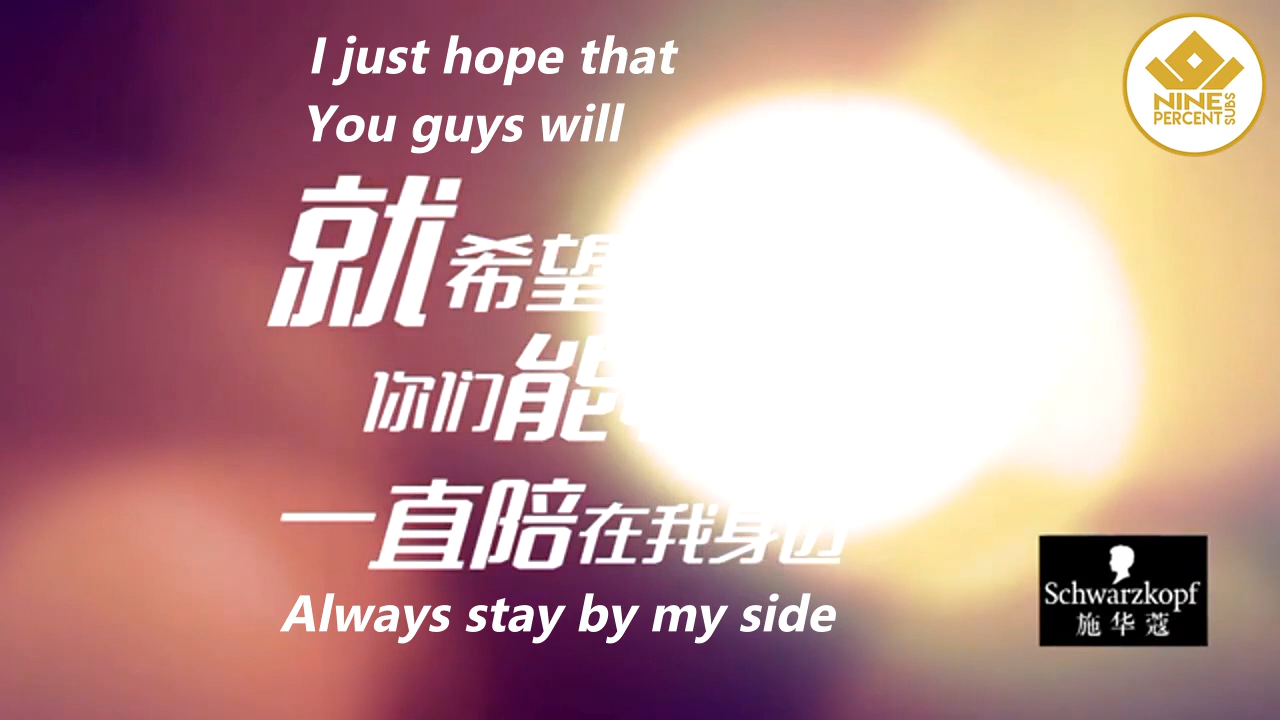 I just hope that
You guys will
就希望
你们能
一直陪在我身边
Always stay by my side
NINE
PERCENT
SUBS
Schwarzkopf
施华蔻